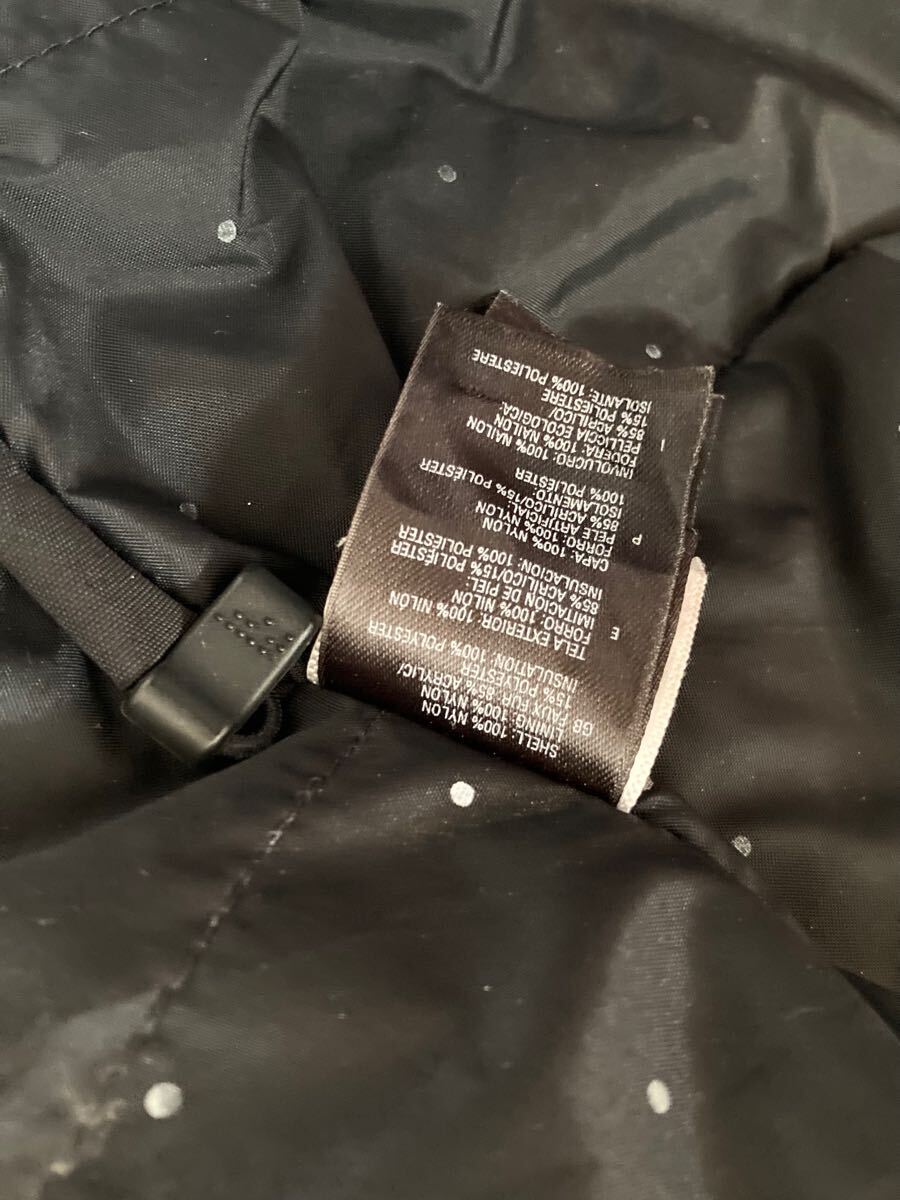 SHELL: 100% NYLON
LINING: 100% NYLON
GB FAUX FUR: 85% ACRYLIC/
15% POLYESTER
INSULATION: 100% POLYESTER
E
TELA EXTERIOR: 100% NILÓN
FORRO: 100% NILÓN
IMITACIÓN DE PIEL:
85% ACRÍLICO/15% POLIÉSTER
INSULACION: 100% POLIÉSTER
P
CAPA: 100% NYLON
FORRO: 100% NYLON
PELE ARTIFICIAL:
85% ACRÍLICO/15% POLIÉSTER
ISOLAMENTO:
100% POLIÉSTER
I
INVOLUCRO: 100% NAILON
FODERA: 100% NAILON
PELLICCIA ECOLOGICA:
85% ACRILICO/
15% POLIESTERE
ISOLANTE: 100% POLIESTERE